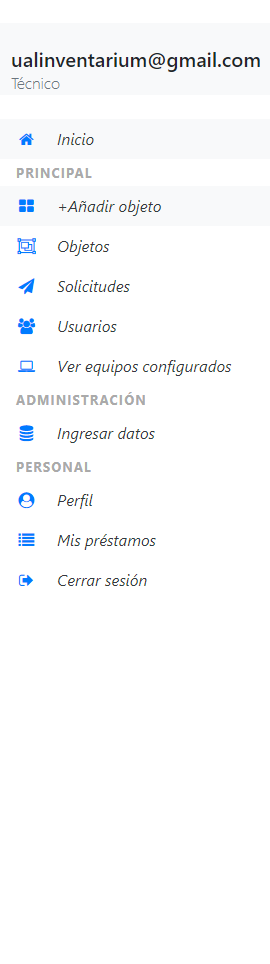 ualinventarium@gmail.com
Técnico
Inicio
PRINCIPAL
+Añadir objeto
Objetos
Solicitudes
Usuarios
Ver equipos configurados
ADMINISTRACIÓN
Ingresar datos
PERSONAL
Perfil
Mis préstamos
Cerrar sesión